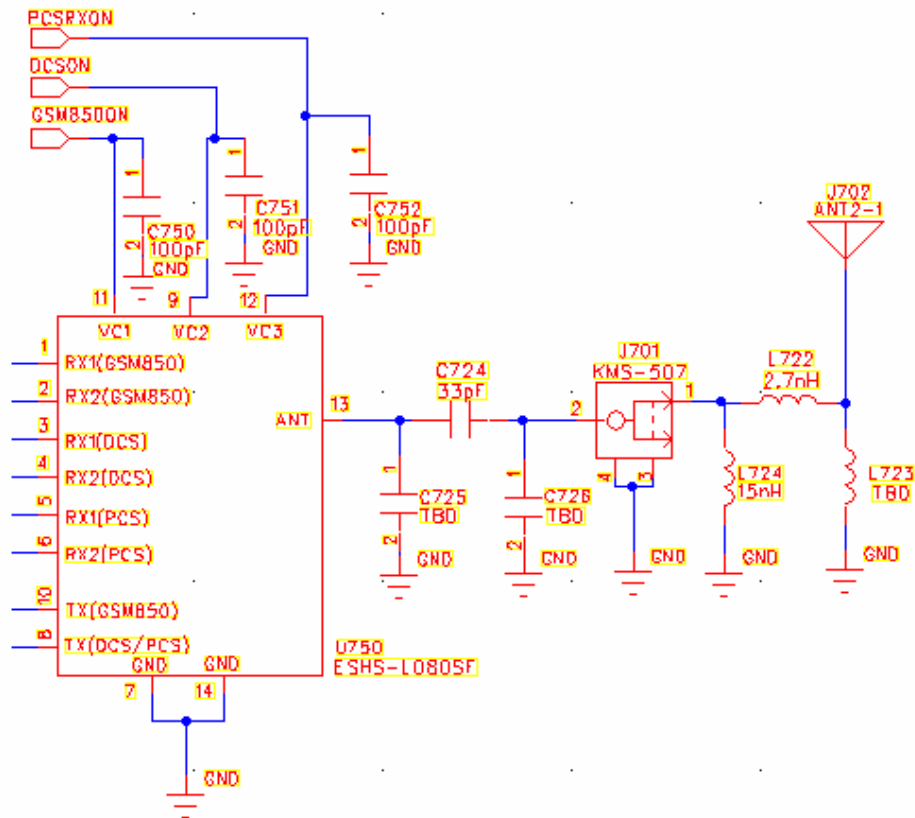 PCSRXON
DCSON
GSM850ON
1
C750
100pF
2
GND
1
C751
100pF
2
GND
1
C752
100pF
2
GND
J702
ANT2-1
11
9
12
VC1
VC2
VC3
1
RX1(GSM850)
2
RX2(GSM850)
3
RX1(DCS)
4
RX2(DCS)
5
RX1(PCS)
6
RX2(PCS)
10
TX(GSM850)
8
TX(DCS/PCS)
ANT
13
GND
GND
7
14
GND
U750
ESHS-L080SF
C724
33pF
1
C725
TBD
2
GND
1
C726
TBD
2
GND
J701
KMS-507
2
1
4
3
GND
L722
2.7nH
L724
15nH
GND
L723
TBD
GND